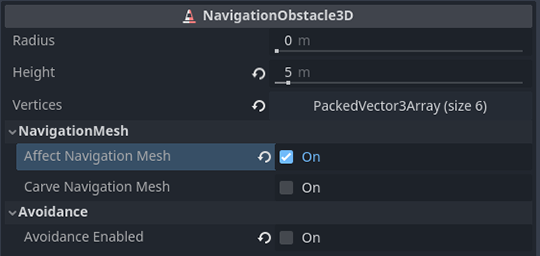 NavigationObstacle3D
Radius 0 m
Height 5 m
Vertices PackedVector3Array (size 6)
NavigationMesh
Affect Navigation Mesh On
Carve Navigation Mesh On
Avoidance
Avoidance Enabled On